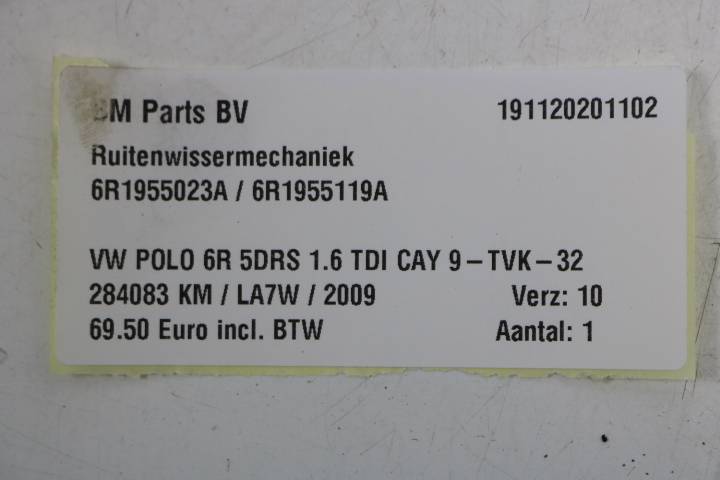 Parts BV 191120201102
Ruitenwissermechaniek
6R1955023A / 6R1955119A
VW POLO 6R 5DRS 1.6 TDI CAY 9-TVK-32
284083 KM / LA7W / 2009 Verz: 10
69.50 Euro incl. BTW Aantal: 1